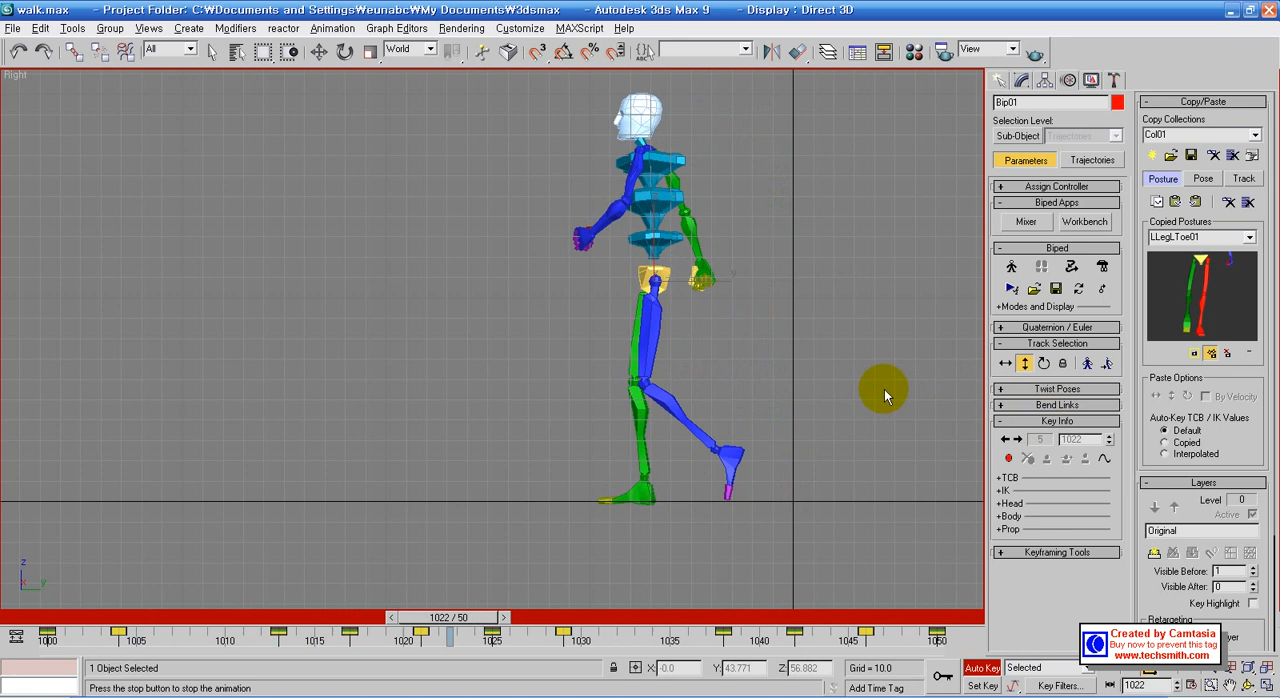 walk.max - Project Folder: C:₩Documents and Settings₩eunabc₩My Documents₩3dsmax - Autodesk 3ds Max 9 - Display : Direct 3D
File Edit Tools Group Views Create Modifiers reactor Animation Graph Editors Rendering Customize MAXScript Help
All World View
Right
Bip01
Selection Level:
Sub-Object Trajectories
Parameters Trajectories
+ Assign Controller
- Biped Apps
Mixer Workbench
- Biped
+Modes and Display
+ Quaternion / Euler
- Track Selection
+ Twist Poses
+ Bend Links
- Key Info
5 1022
+TCB
+IK
+Head
+Body
+Prop
+ Keyframing Tools
- Copy/Paste
Copy Collections
Col01
Posture Pose Track
Copied Postures
LLegLToe01
Paste Options
By Velocity
Auto-Key TCB / IK Values
Default
Copied
Interpolated
- Layers
Level 0
Active
Original
Visible Before: 1
Visible After: 0
Key Highlight
Retargeting
Created by Camtasia
Buy now to prevent this tag
www.techsmith.com
z
x y
y
< 1022 / 50 >
1000 1005 1010 1015 1020 1025 1030 1035 1040 1045 1050
1 Object Selected X: -0.0 Y: 43.771 Z: 56.882 Grid = 10.0 Auto Key Selected
Press the stop button to stop the animation Add Time Tag Set Key Key Filters... 1022